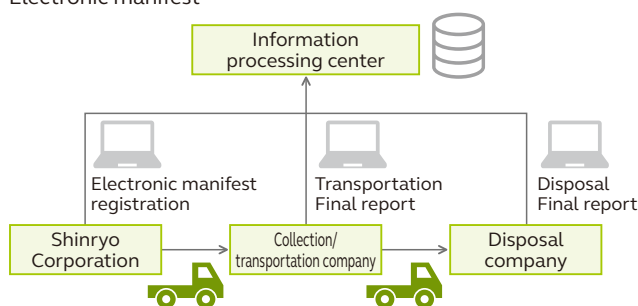 Electronic manifest
Information
processing center
Electronic manifest
registration
Transportation
Final report
Disposal
Final report
Shinryo
Corporation
Collection/
transportation company
Disposal
company